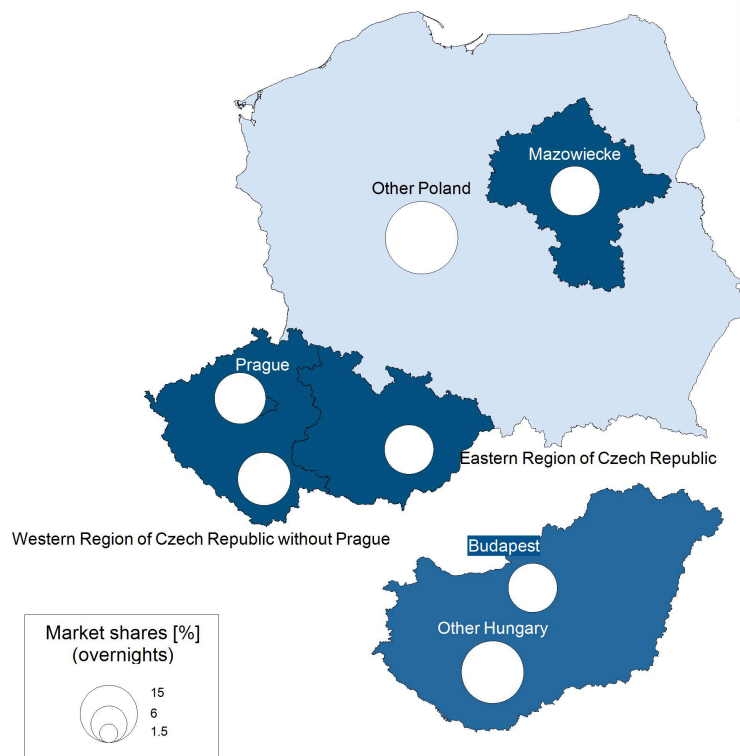 Mazowiecke
Other Poland
Prague
Eastern Region of Czech Republic
Western Region of Czech Republic without Prague
Budapest
Other Hungary
Market shares [%]
(overnights)
15
6
1.5